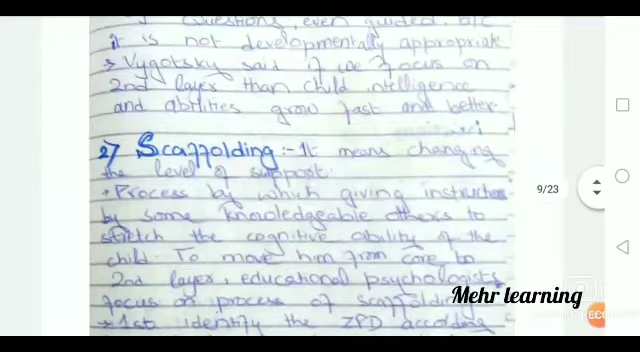 questions, even guided b/c
it is not developmentally appropriate
→ Vygotsky said if we focus on
2nd layer than child intelligence
and abilities grow fast and better
2) Scaffolding :- It means changing
the level of support.
• Process by which giving instructions
by some knowledgeable others to
stretch the cognitive ability of the
child. To move him from core to
2nd layer, educational psychologists
focus on process of scaffolding
→ 1st identify the ZPD according
9/23
Mehr learning
REC